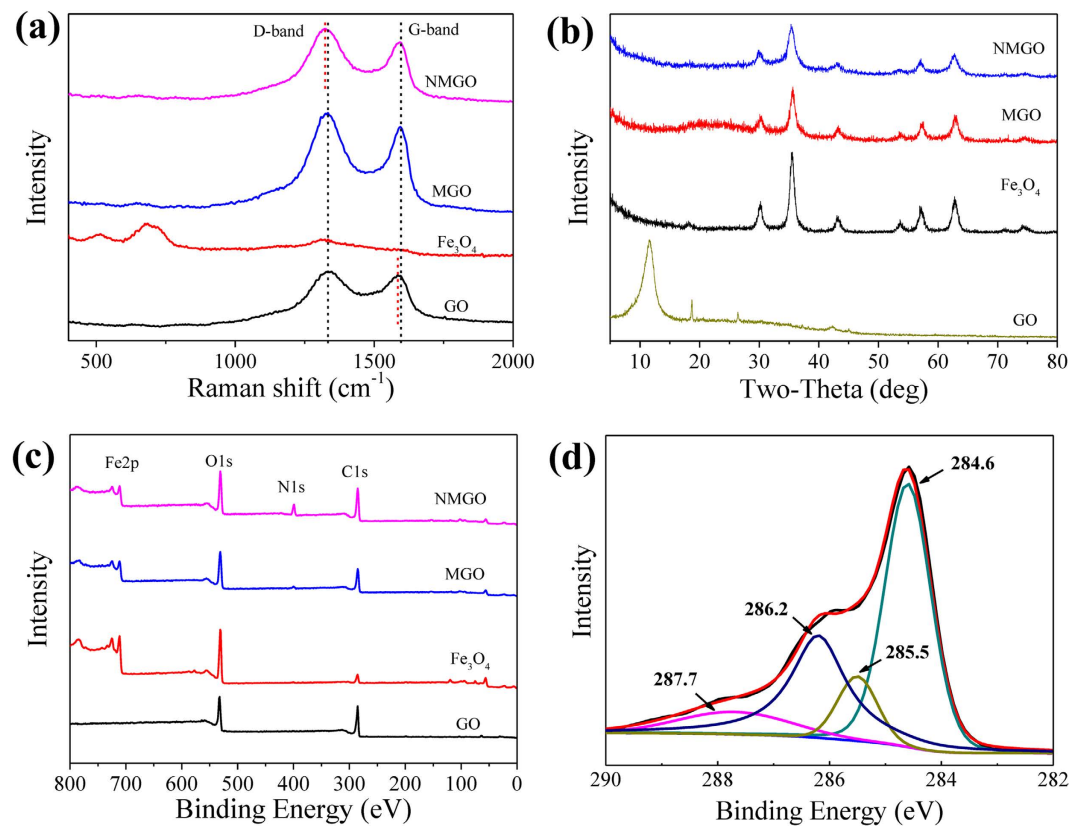 (a)
D-band
G-band
NMGO
MGO
Fe3O4
GO
Intensity
500 1000 1500 2000
Raman shift (cm-1)
(b)
NMGO
MGO
Fe3O4
GO
Intensity
10 20 30 40 50 60 70 80
Two-Theta (deg)
(c)
Fe2p
O1s
N1s
C1s
NMGO
MGO
Fe3O4
GO
Intensity
800 700 600 500 400 300 200 100 0
Binding Energy (eV)
(d)
284.6
286.2
285.5
287.7
Intensity
290 288 286 284 282
Binding Energy (eV)